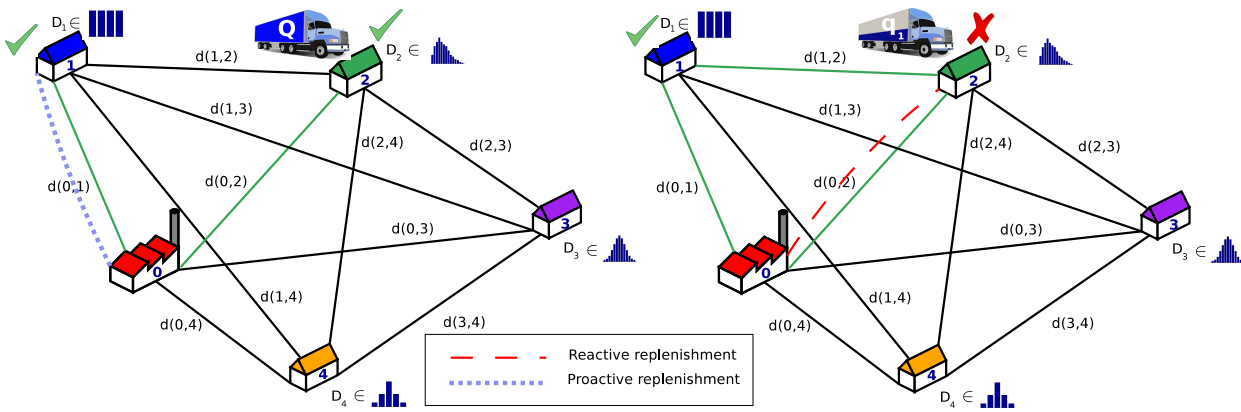 D1 ∈
Q
D2 ∈
1
d(1,2)
2
d(1,3)
d(2,4)
d(2,3)
d(0,1)
d(0,2)
3
d(0,3)
D3 ∈
0
d(1,4)
d(0,4)
d(3,4)
4
D4 ∈
D1 ∈
q1
D2 ∈
1
d(1,2)
2
d(1,3)
d(2,4)
d(2,3)
d(0,1)
d(0,2)
3
d(0,3)
D3 ∈
0
d(1,4)
d(0,4)
d(3,4)
4
D4 ∈
Reactive replenishment
Proactive replenishment